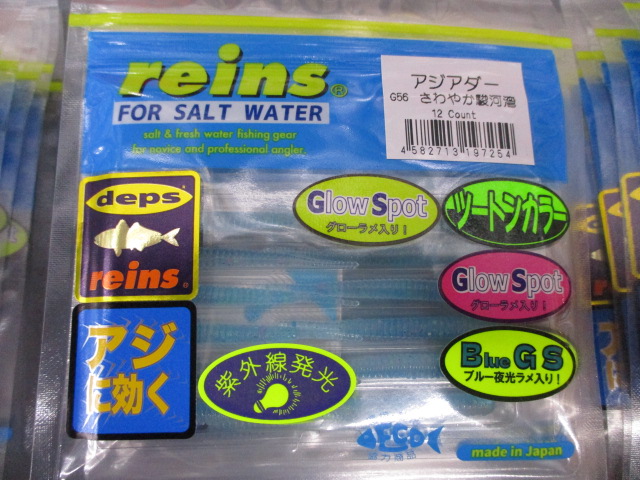 reins®
FOR SALT WATER
salt & fresh water fishing gear
for novice and professional angler.
アジアダー
G56 さわやか駿河湾
12 Count
4 582713 197254
deps
reins®
Glow Spot
グローラメ入り！
ツートンカラー
Glow Spot
グローラメ入り！
アジ
に効く
紫外線発光
Blue G S
ブルー夜光ラメ入り！
made in Japan